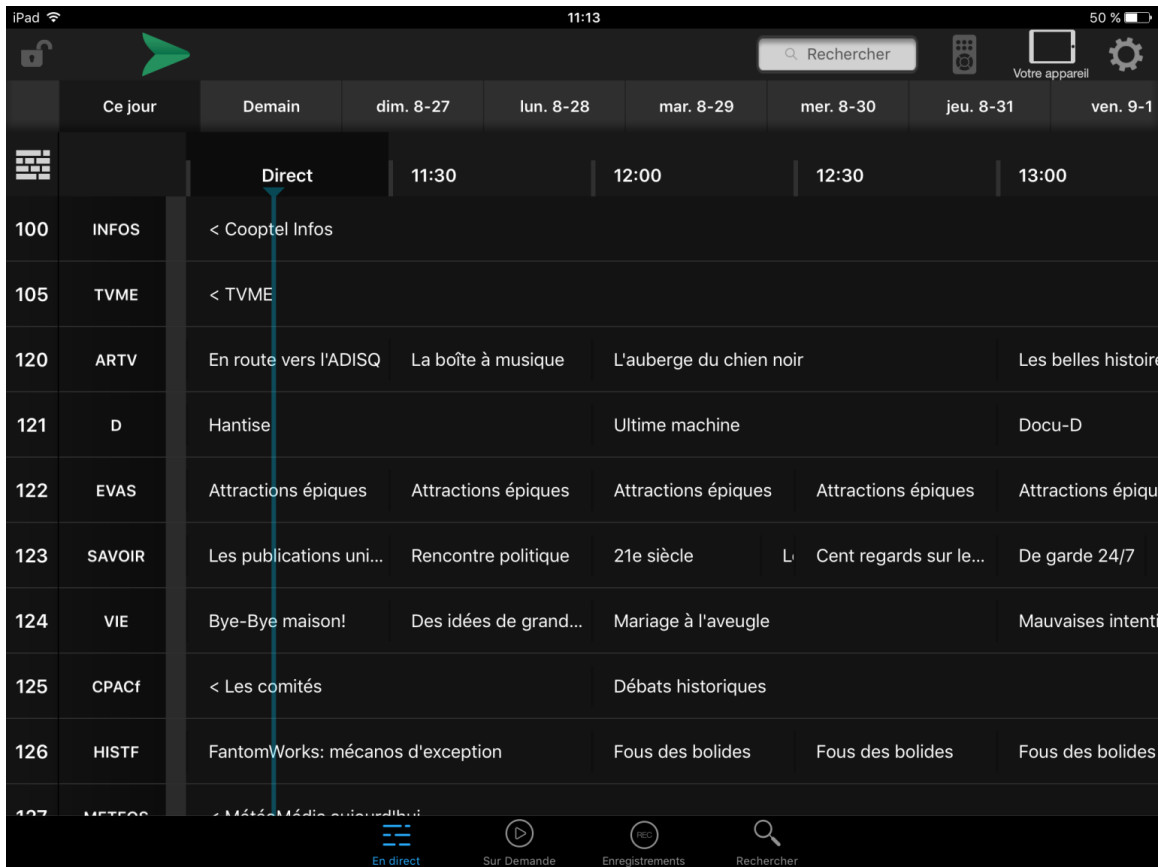 iPad 11:13 50 %
Rechercher
Votre appareil
Ce jour Demain dim. 8-27 lun. 8-28 mar. 8-29 mer. 8-30 jeu. 8-31 ven. 9-1
Direct 11:30 12:00 12:30 13:00
100 INFOS < Cooptel Infos
105 TVME < TVME
120 ARTV En route vers l'ADISQ La boîte à musique L'auberge du chien noir Les belles histoire
121 D Hantise Ultime machine Docu-D
122 EVAS Attractions épiques Attractions épiques Attractions épiques Attractions épiques Attractions épiqu
123 SAVOIR Les publications uni... Rencontre politique 21e siècle Cent regards sur le... De garde 24/7
124 VIE Bye-Bye maison! Des idées de grand... Mariage à l'aveugle Mauvaises intenti
125 CPACf < Les comités Débats historiques
126 HISTF FantomWorks: mécanos d'exception Fous des bolides Fous des bolides Fous des bolides
127 METEOS < MétéoMédia aujourd'hui
REC
En direct Sur Demande Enregistrements Rechercher